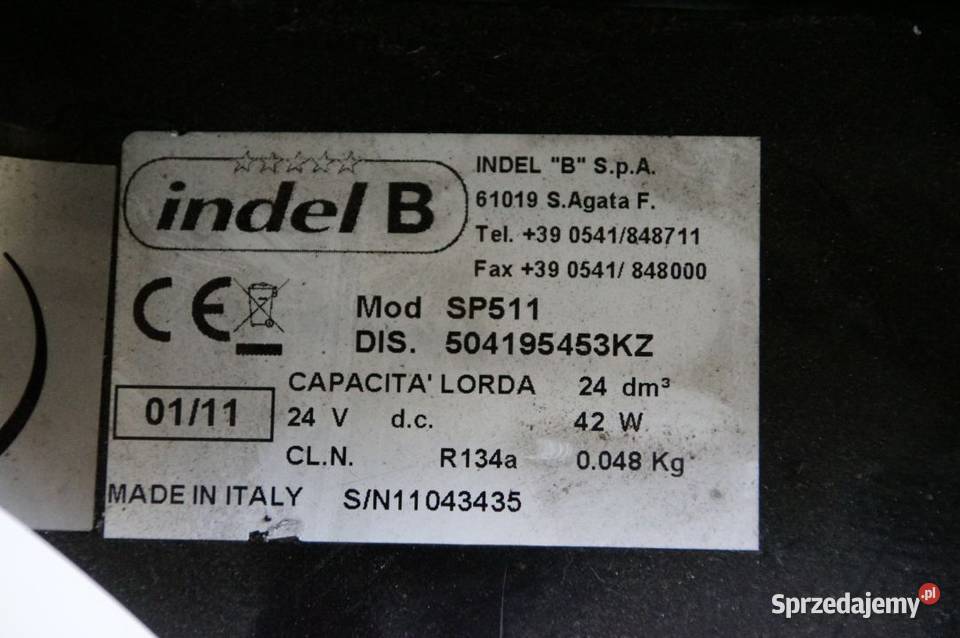 indel B
INDEL "B" S.p.A.
61019 S.Agata F.
Tel. +39 0541/848711
Fax +39 0541/ 848000
CE
Mod SP511
DIS. 504195453KZ
CAPACITA' LORDA 24 dm³
01/11
24 V d.c. 42 W
CL.N. R134a 0.048 Kg
MADE IN ITALY S/N11043435
Sprzedajemy.pl